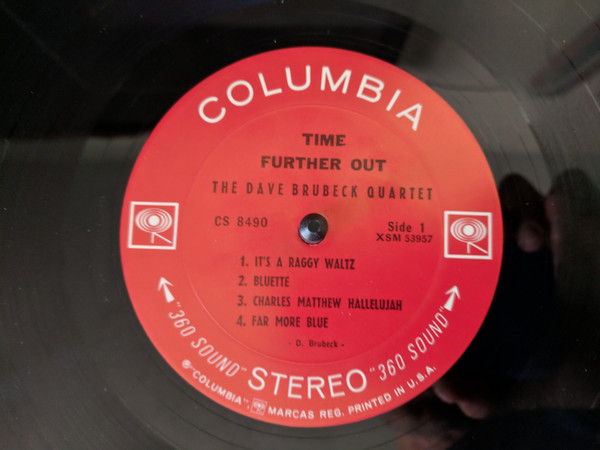 COLUMBIA
TIME
FURTHER OUT
THE DAVE BRUBECK QUARTET
CS 8490
Side 1
XSM 53957
1. IT'S A RAGGY WALTZ
2. BLUETTE
3. CHARLES MATTHEW HALLELUJAH
4. FAR MORE BLUE
- D. Brubeck -
"360 SOUND" STEREO "360 SOUND"
® "COLUMBIA", MARCAS REG. PRINTED IN U.S.A.